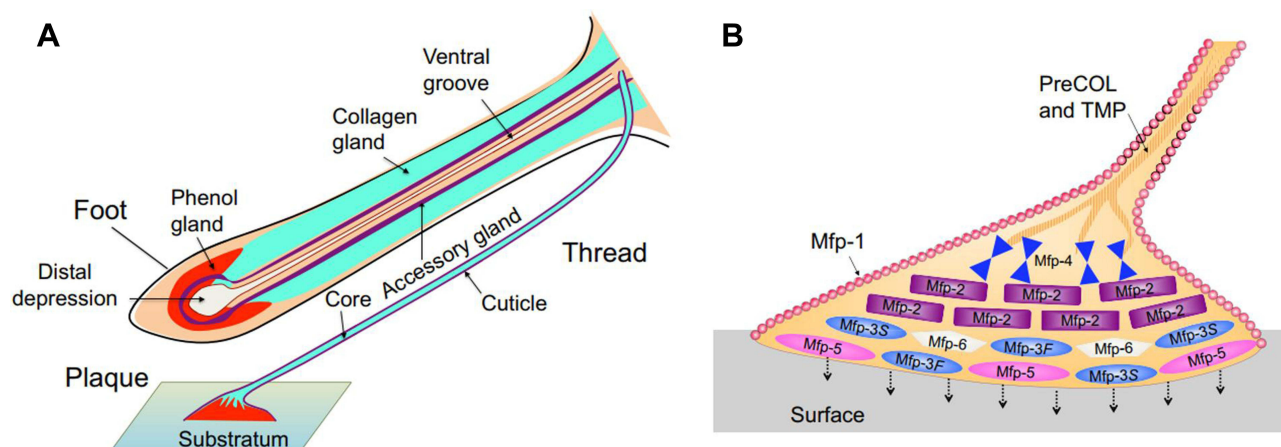 A
Ventral
groove
Collagen
gland
Phenol
gland
Foot
Distal
depression
Accessory gland
Thread
Core
Cuticle
Plaque
Substratum
B
PreCOL
and TMP
Mfp-1
Mfp-4
Mfp-2 Mfp-2 Mfp-2
Mfp-2 Mfp-2 Mfp-2 Mfp-2
Mfp-3S Mfp-6 Mfp-3F Mfp-6 Mfp-3S
Mfp-5 Mfp-3F Mfp-5 Mfp-3S Mfp-5
Surface